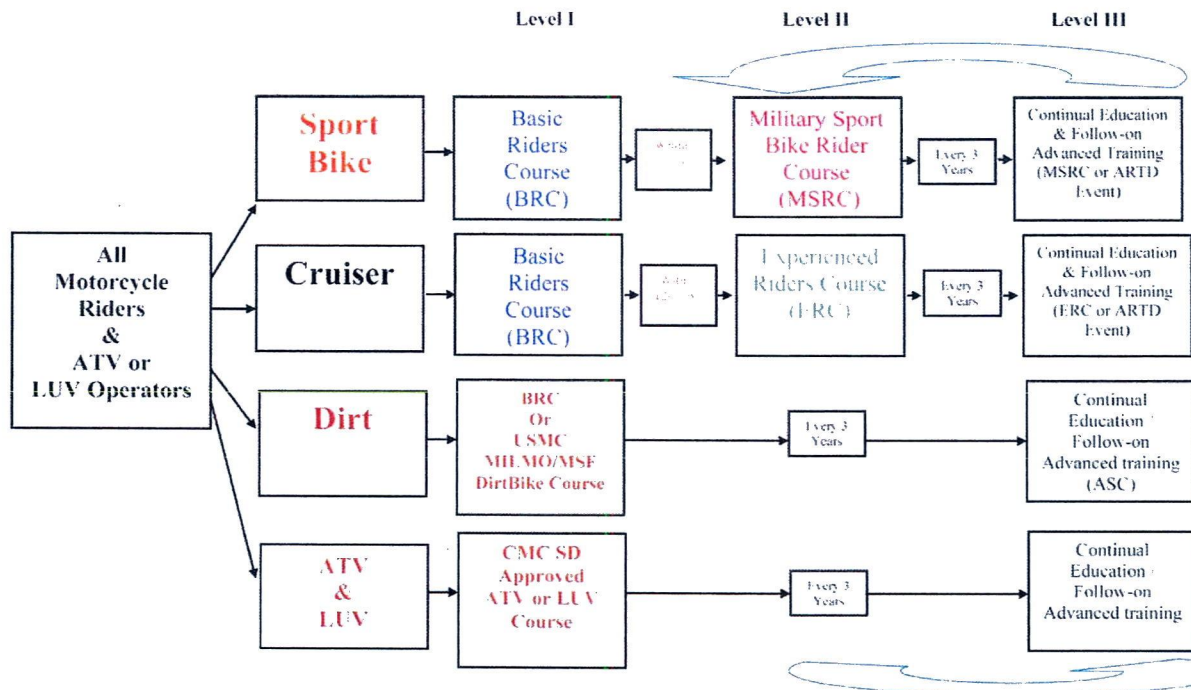 Level I
Level II
Level III
Sport
Bike
Basic
Riders
Course
(BRC)
Military Sport
Bike Rider
Course
(MSRC)
Every 3
Years
Continual Education
& Follow-on
Advanced Training
(MSRC or ARTD
Event)
All
Motorcycle
Riders
&
ATV or
LUV Operators
Cruiser
Basic
Riders
Course
(BRC)
Experienced
Riders Course
(ERC)
Every 3
Years
Continual Education
& Follow-on
Advanced Training
(ERC or ARTD
Event)
Dirt
BRC
Or
USMC
MILMO/MSF
DirtBike Course
Every 3
Years
Continual
Education /
Follow-on
Advanced training
(ASC)
ATV
&
LUV
CMC SD
Approved
ATV or LUV
Course
Every 3
Years
Continual
Education /
Follow-on
Advanced training